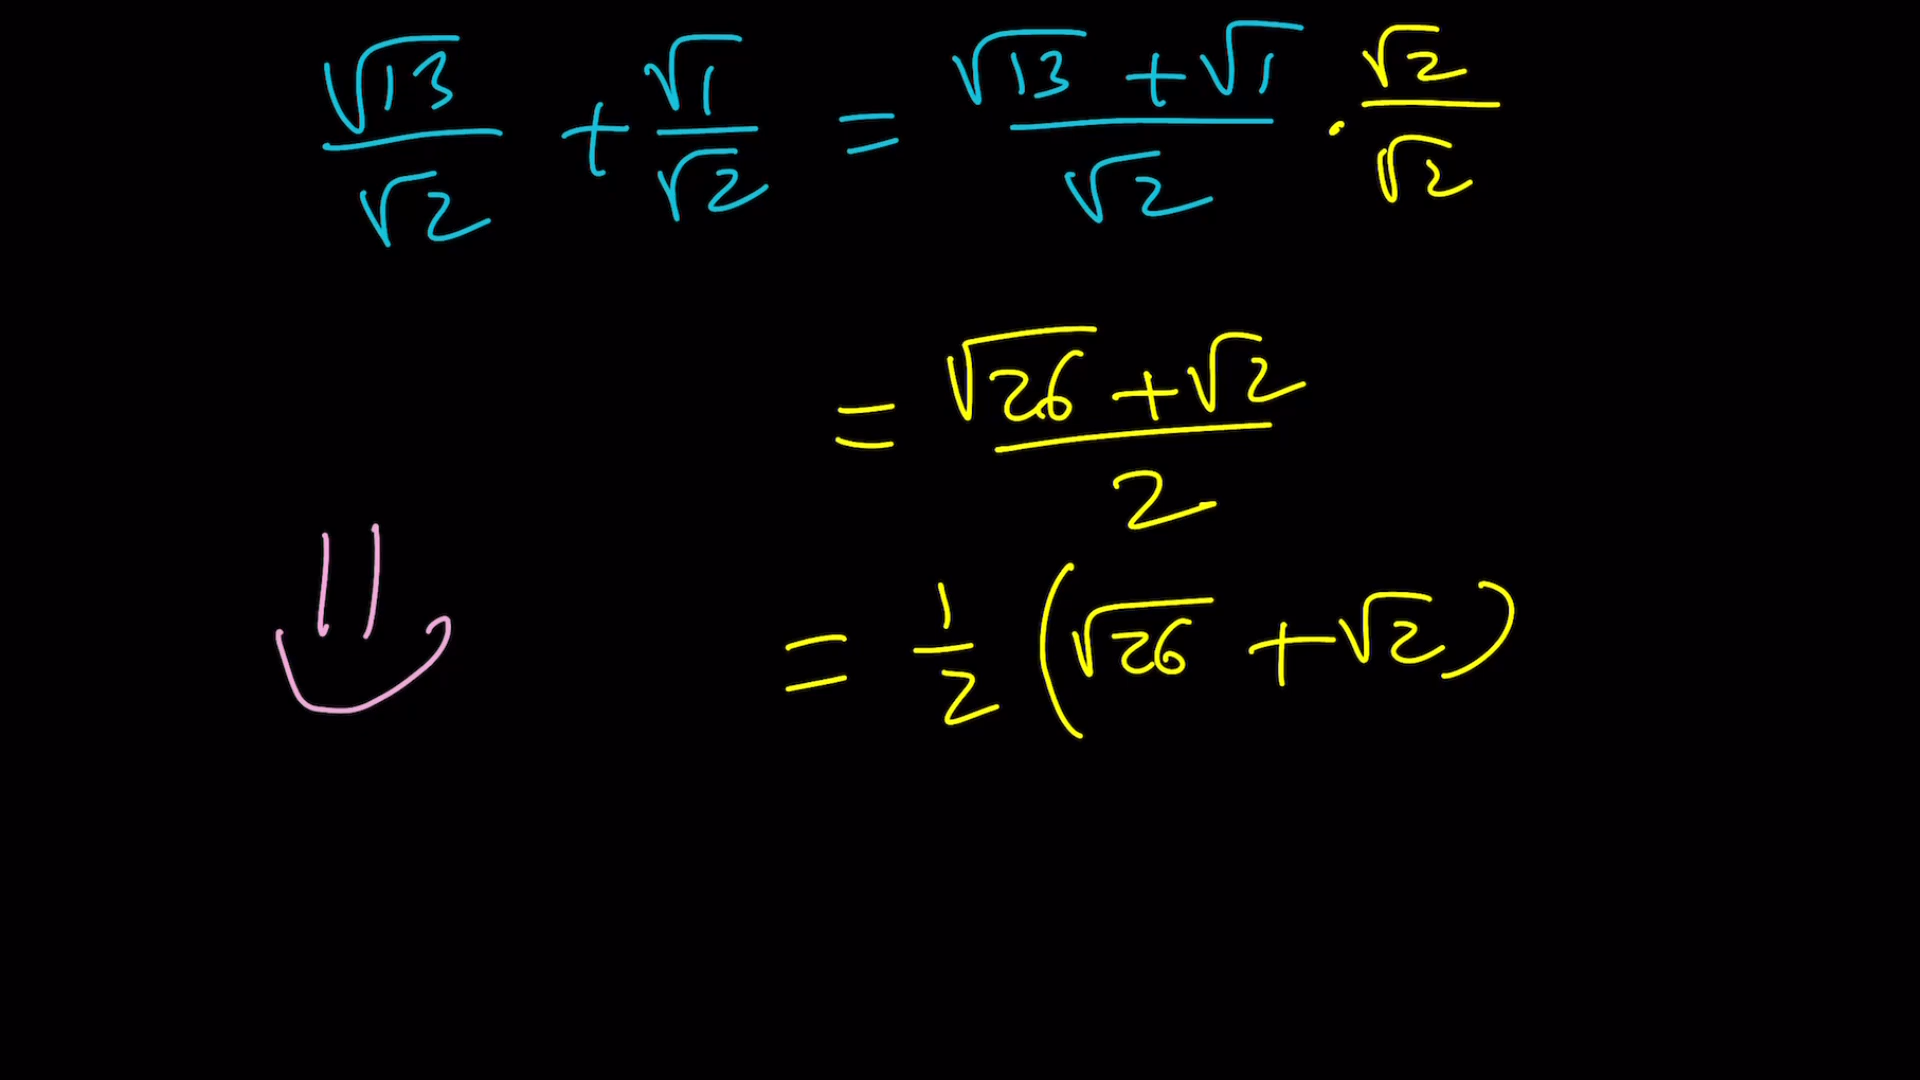 √13/√2 + √1/√2 = (√13 + √1)/√2 · √2/√2
= (√26 + √2)/2
= 1/2 (√26 + √2)